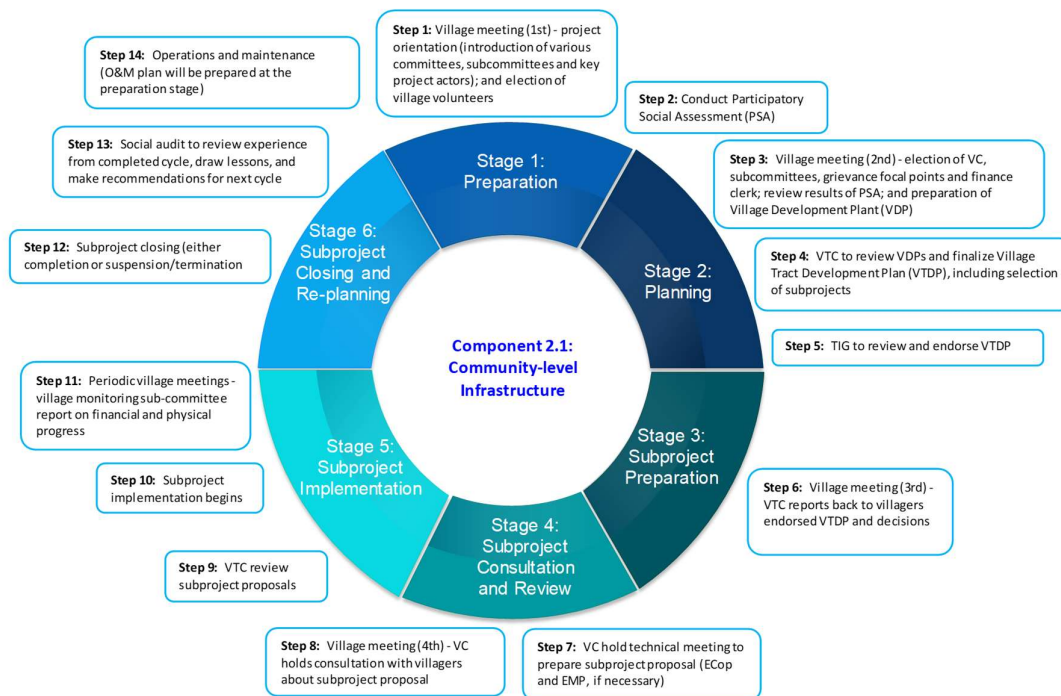 Step 1: Village meeting (1st) - project
orientation (introduction of various
committees, subcommittees and key
project actors); and election of
village volunteers
Step 2: Conduct Participatory
Social Assessment (PSA)
Step 3: Village meeting (2nd) - election of VC,
subcommittees, grievance focal points and finance
clerk; review results of PSA; and preparation of
Village Development Plant (VDP)
Step 4: VTC to review VDPs and finalize Village
Tract Development Plan (VTDP), including selection
of subprojects
Step 5: TIG to review and endorse VTDP
Step 6: Village meeting (3rd) -
VTC reports back to villagers
endorsed VTDP and decisions
Step 7: VC hold technical meeting to
prepare subproject proposal (ECop
and EMP, if necessary)
Step 8: Village meeting (4th) - VC
holds consultation with villagers
about subproject proposal
Step 9: VTC review
subproject proposals
Step 10: Subproject
implementation begins
Step 11: Periodic village meetings -
village monitoring sub-committee
report on financial and physical
progress
Step 12: Subproject closing (either
completion or suspension/termination
Step 13: Social audit to review experience
from completed cycle, draw lessons, and
make recommendations for next cycle
Step 14: Operations and maintenance
(O&M plan will be prepared at the
preparation stage)
Stage 1:
Preparation
Stage 2:
Planning
Stage 3:
Subproject
Preparation
Stage 4:
Subproject
Consultation
and Review
Stage 5:
Subproject
Implementation
Stage 6:
Subproject
Closing and
Re-planning
Component 2.1:
Community-level
Infrastructure